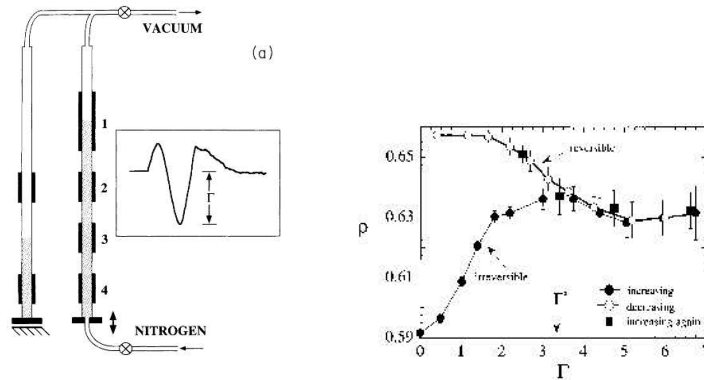 VACUUM
(a)
1
2
3
4
Γ
NITROGEN
0.65
0.63
0.61
0.59
ρ
reversible
irreversible
Γ*
increasing
decreasing
increasing again
0 1 2 3 4 5 6 7
Γ